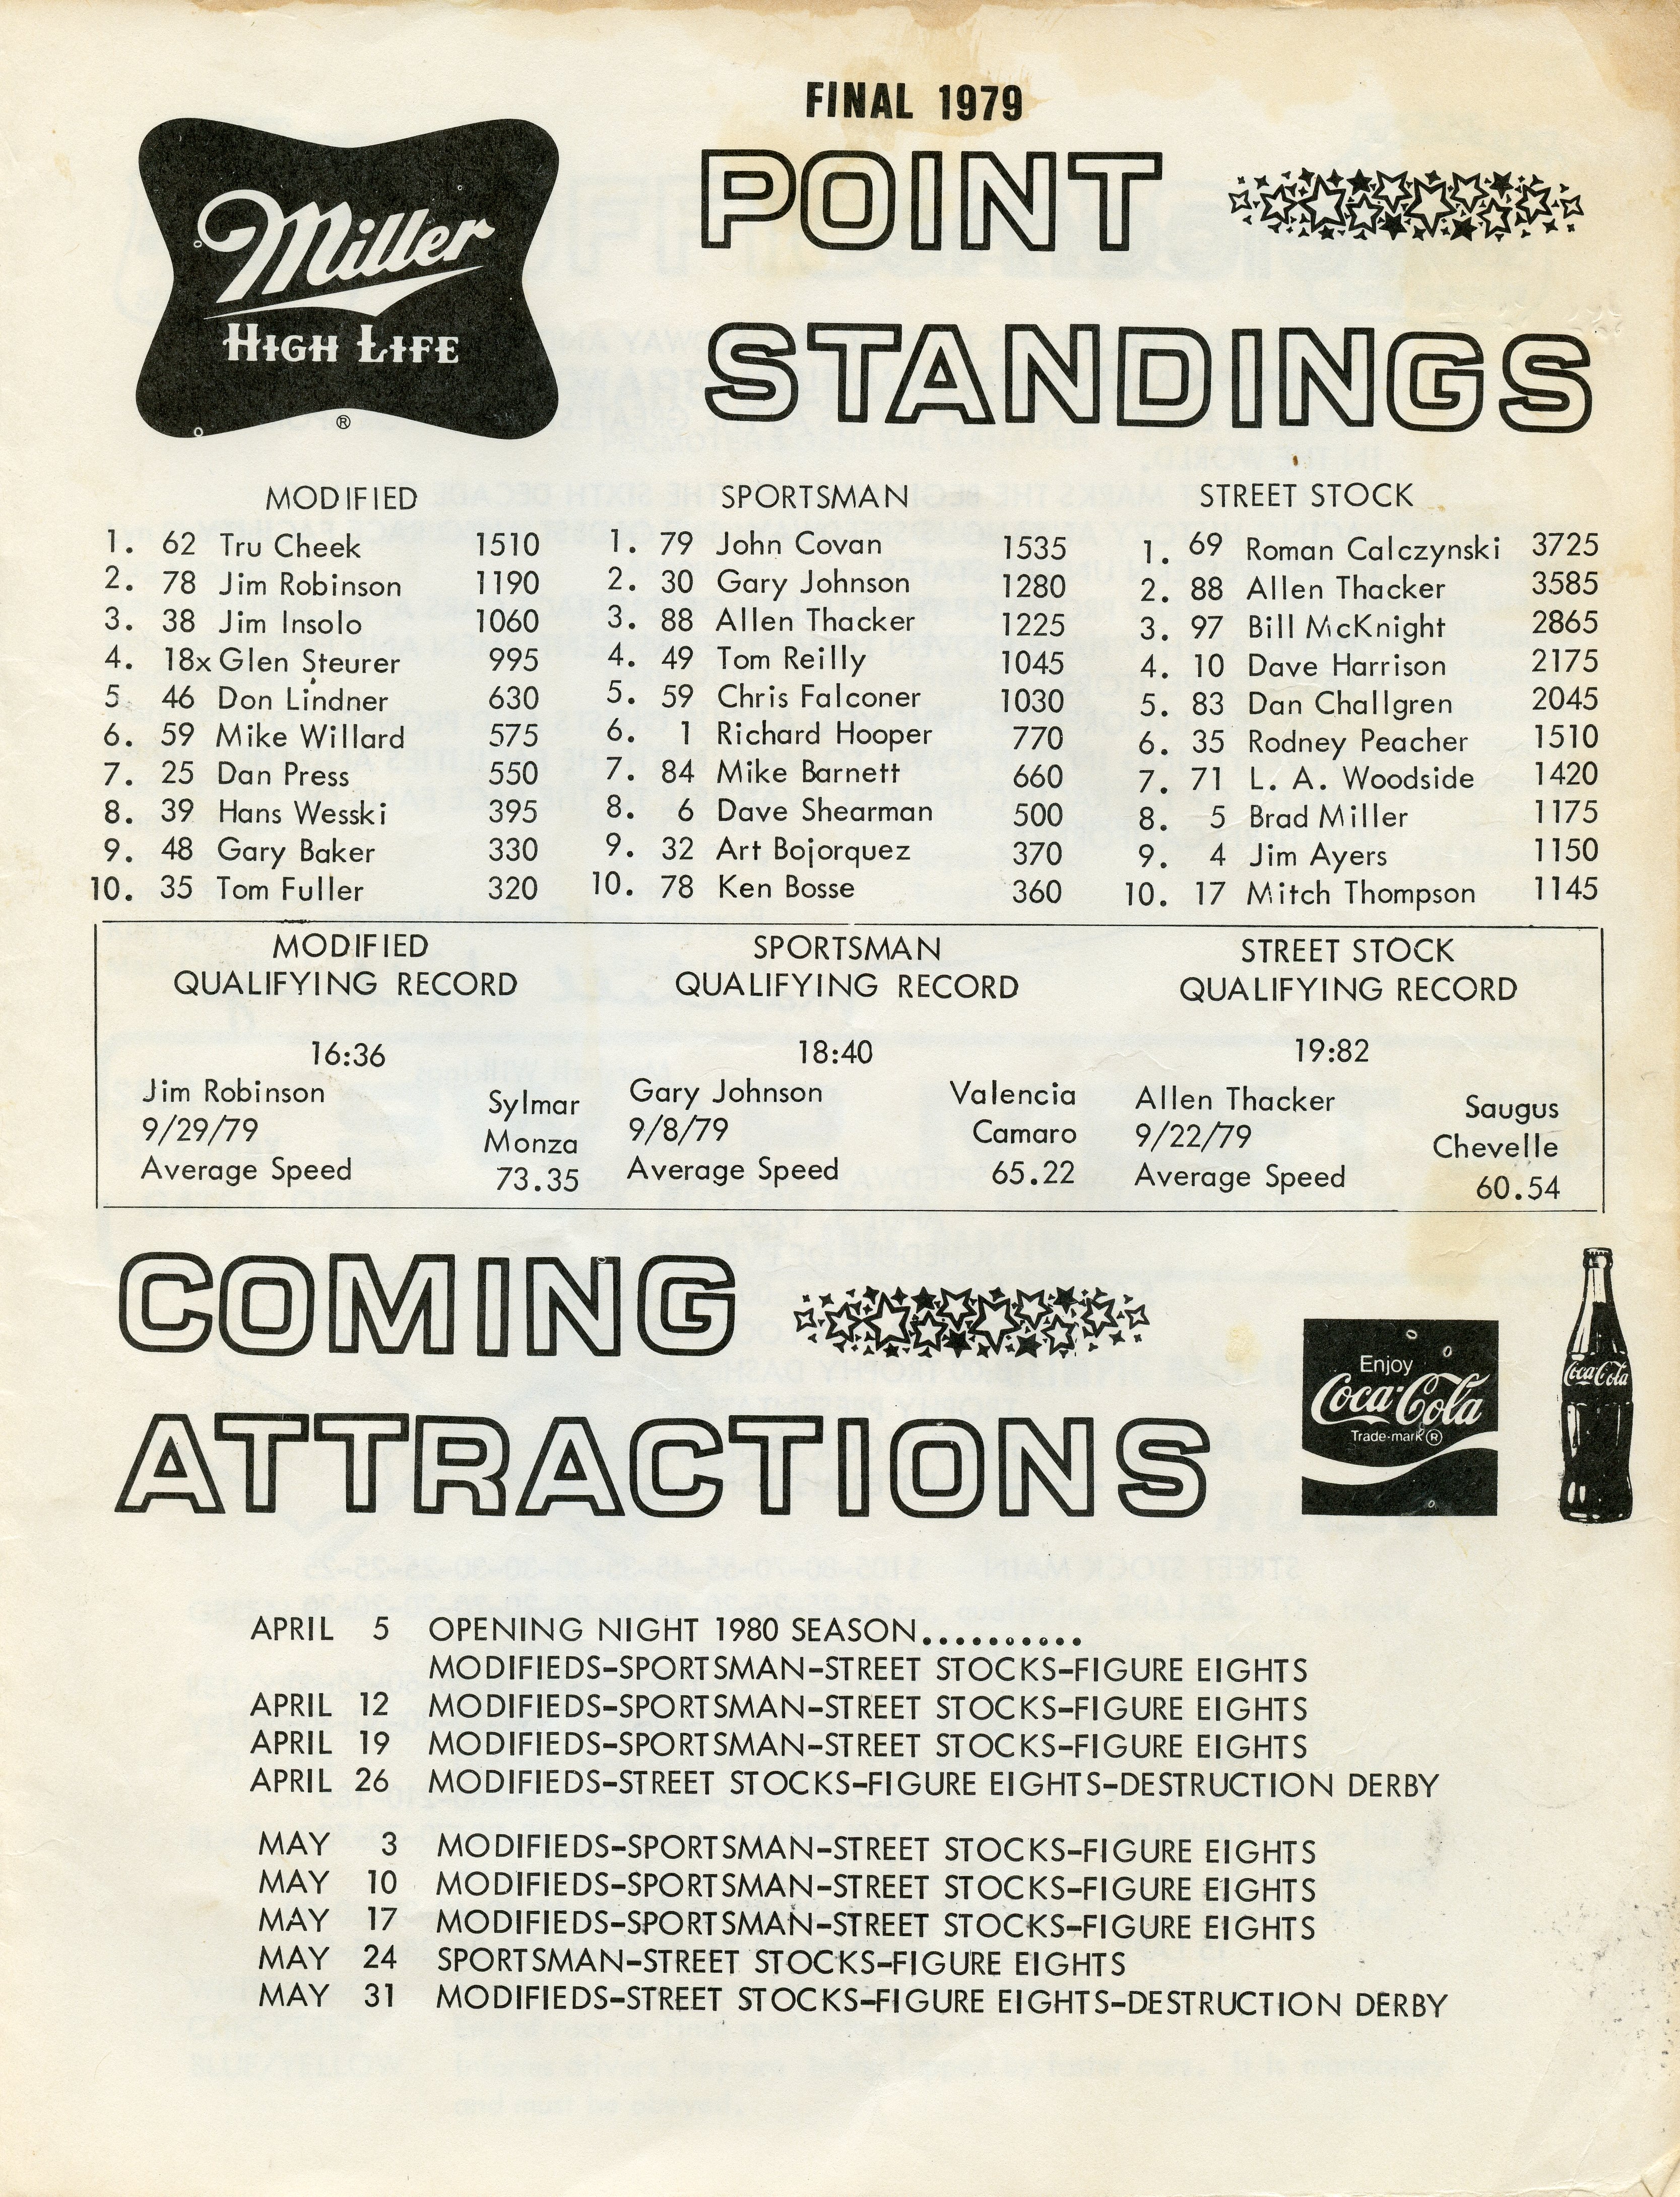 FINAL 1979
POINT
STANDINGS
Miller
HIGH LIFE
®
MODIFIED
1. 62 Tru Cheek 1510
2. 78 Jim Robinson 1190
3. 38 Jim Insolo 1060
4. 18x Glen Steurer 995
5 46 Don Lindner 630
6. 59 Mike Willard 575
7. 25 Dan Press 550
8. 39 Hans Wesski 395
9. 48 Gary Baker 330
10. 35 Tom Fuller 320
SPORTSMAN
1. 79 John Covan 1535
2. 30 Gary Johnson 1280
3. 88 Allen Thacker 1225
4. 49 Tom Reilly 1045
5. 59 Chris Falconer 1030
6. 1 Richard Hooper 770
7. 84 Mike Barnett 660
8. 6 Dave Shearman 500
9. 32 Art Bojorquez 370
10. 78 Ken Bosse 360
STREET STOCK
1. 69 Roman Calczynski 3725
2. 88 Allen Thacker 3585
3. 97 Bill McKnight 2865
4. 10 Dave Harrison 2175
5. 83 Dan Challgren 2045
6. 35 Rodney Peacher 1510
7. 71 L. A. Woodside 1420
8. 5 Brad Miller 1175
9. 4 Jim Ayers 1150
10. 17 Mitch Thompson 1145
MODIFIED
QUALIFYING RECORD
16:36
Jim Robinson Sylmar
9/29/79 Monza
Average Speed 73.35
SPORTSMAN
QUALIFYING RECORD
18:40
Gary Johnson Valencia
9/8/79 Camaro
Average Speed 65.22
STREET STOCK
QUALIFYING RECORD
19:82
Allen Thacker Saugus
9/22/79 Chevelle
Average Speed 60.54
COMING
ATTRACTIONS
Enjoy
Coca-Cola
Trade-mark ®
Coca-Cola
APRIL 5 OPENING NIGHT 1980 SEASON..........
MODIFIEDS-SPORTSMAN-STREET STOCKS-FIGURE EIGHTS
APRIL 12 MODIFIEDS-SPORTSMAN-STREET STOCKS-FIGURE EIGHTS
APRIL 19 MODIFIEDS-SPORTSMAN-STREET STOCKS-FIGURE EIGHTS
APRIL 26 MODIFIEDS-STREET STOCKS-FIGURE EIGHTS-DESTRUCTION DERBY
MAY 3 MODIFIEDS-SPORTSMAN-STREET STOCKS-FIGURE EIGHTS
MAY 10 MODIFIEDS-SPORTSMAN-STREET STOCKS-FIGURE EIGHTS
MAY 17 MODIFIEDS-SPORTSMAN-STREET STOCKS-FIGURE EIGHTS
MAY 24 SPORTSMAN-STREET STOCKS-FIGURE EIGHTS
MAY 31 MODIFIEDS-STREET STOCKS-FIGURE EIGHTS-DESTRUCTION DERBY